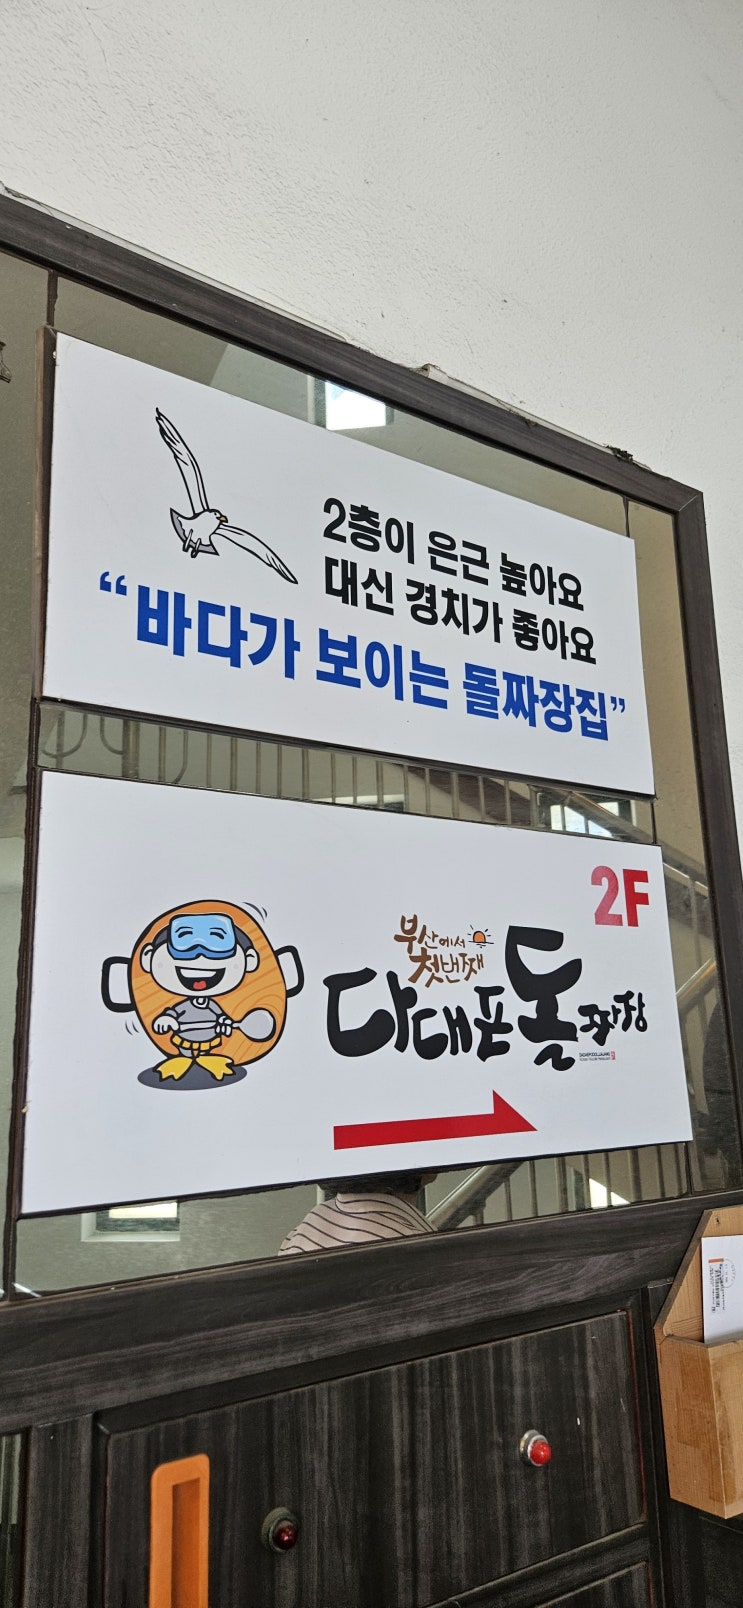 2층이 은근 높아요
대신 경치가 좋아요
“바다가 보이는 돌짜장집”
2F
부산에서
첫번째
다대포돌짜장